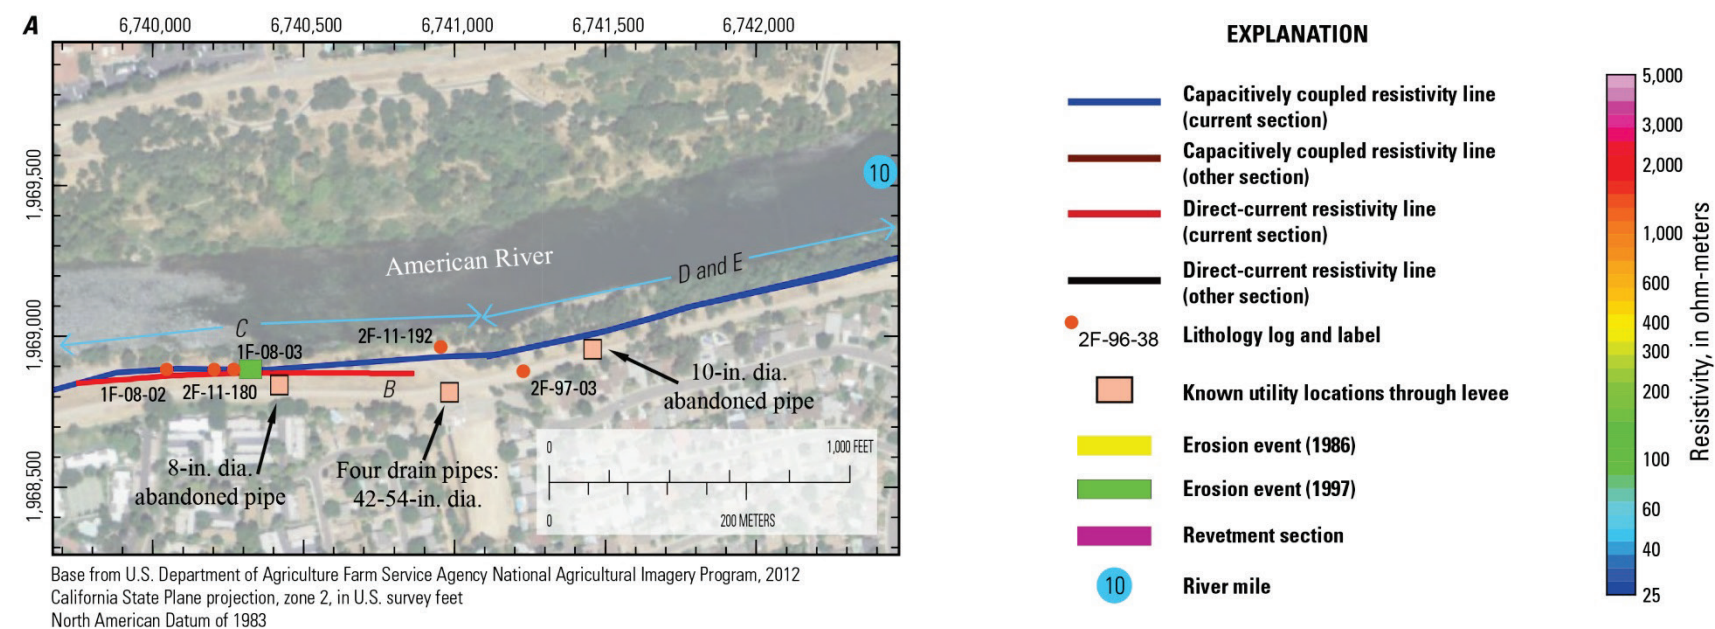 A
6,740,000
6,740,500
6,741,000
6,741,500
6,742,000
1,969,500
1,969,000
1,968,500
10
American River
D and E
C
2F-11-192
1F-08-03
1F-08-02
2F-11-180
B
2F-97-03
10-in. dia.
abandoned pipe
8-in. dia.
abandoned pipe
Four drain pipes:
42-54-in. dia.
0
1,000 FEET
0
200 METERS
Base from U.S. Department of Agriculture Farm Service Agency National Agricultural Imagery Program, 2012
California State Plane projection, zone 2, in U.S. survey feet
North American Datum of 1983
EXPLANATION
Capacitively coupled resistivity line
(current section)
Capacitively coupled resistivity line
(other section)
Direct-current resistivity line
(current section)
Direct-current resistivity line
(other section)
2F-96-38
Lithology log and label
Known utility locations through levee
Erosion event (1986)
Erosion event (1997)
Revetment section
10
River mile
5,000
3,000
2,000
1,000
600
400
300
200
100
60
40
25
Resistivity, in ohm-meters